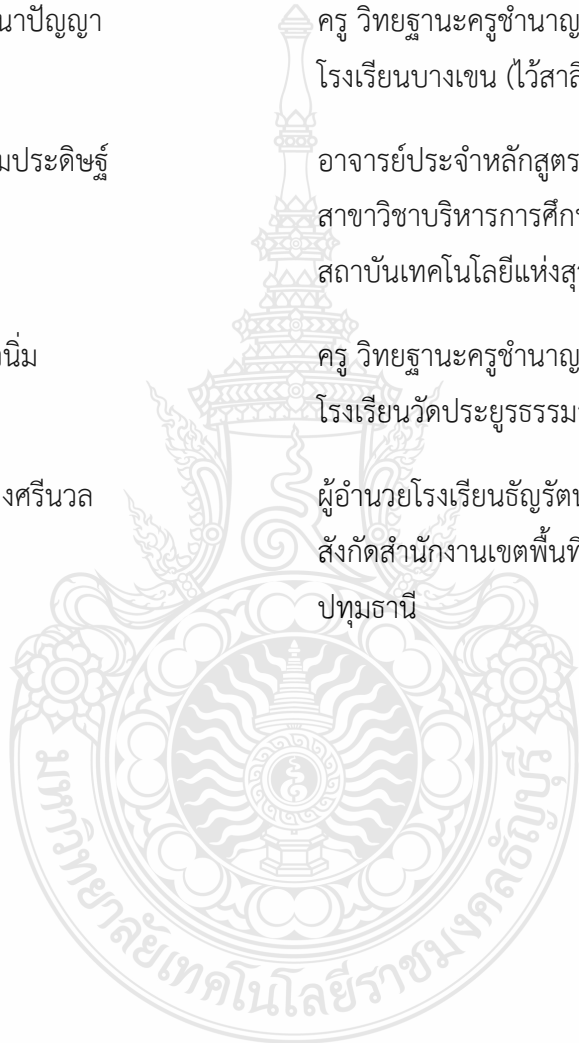 นาปัญญา ครู วิทยฐานะครูชำนาญ
โรงเรียนบางเขน (ไว้สาลี
มประดิษฐ์ อาจารย์ประจำหลักสูตร
สาขาวิชาบริหารการศึกษ
สถาบันเทคโนโลยีแห่งสุ
นิ่ม ครู วิทยฐานะครูชำนาญ
โรงเรียนวัดประยูรธรรม
งศรีนวล ผู้อำนวยโรงเรียนธัญรัตน
สังกัดสำนักงานเขตพื้นที่
ปทุมธานี
มหาวิทยาลัยเทคโนโลยีราชมงคลธัญบุรี